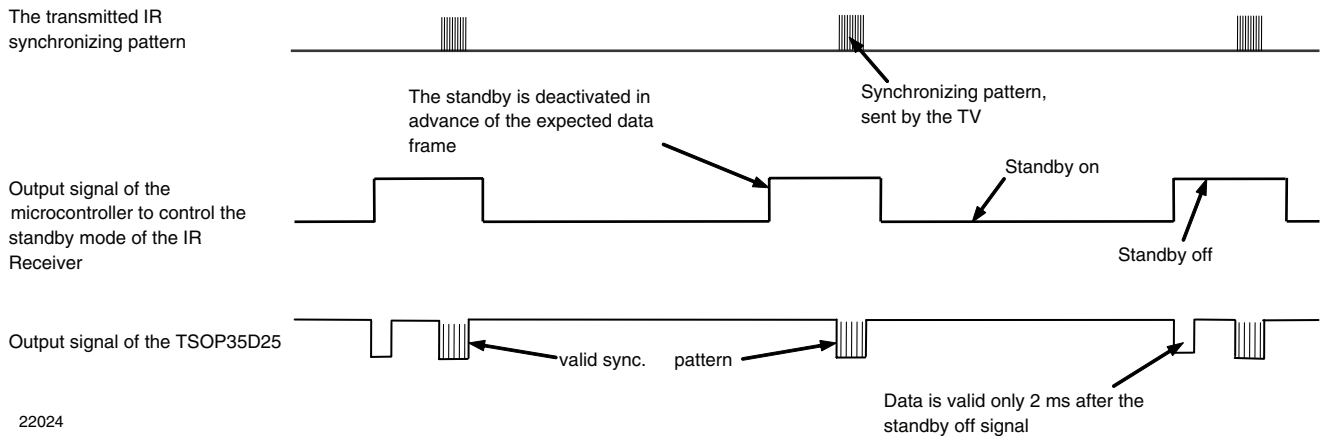 The transmitted IR
synchronizing pattern
Synchronizing pattern,
sent by the TV
The standby is deactivated in
advance of the expected data
frame
Standby on
Output signal of the
microcontroller to control the
standby mode of the IR
Receiver
Standby off
Output signal of the TSOP35D25
valid sync. pattern
Data is valid only 2 ms after the
standby off signal
22024